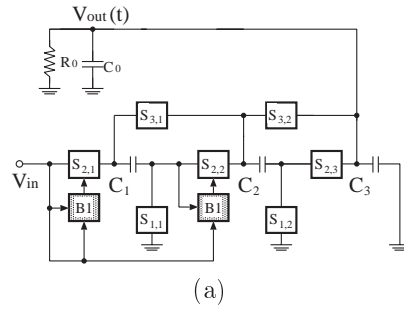 Vout(t)
R0
C0
S3,1
S3,2
S2,1
S2,2
S2,3
Vin
C1
C2
C3
B1
B1
S1,1
S1,2
(a)